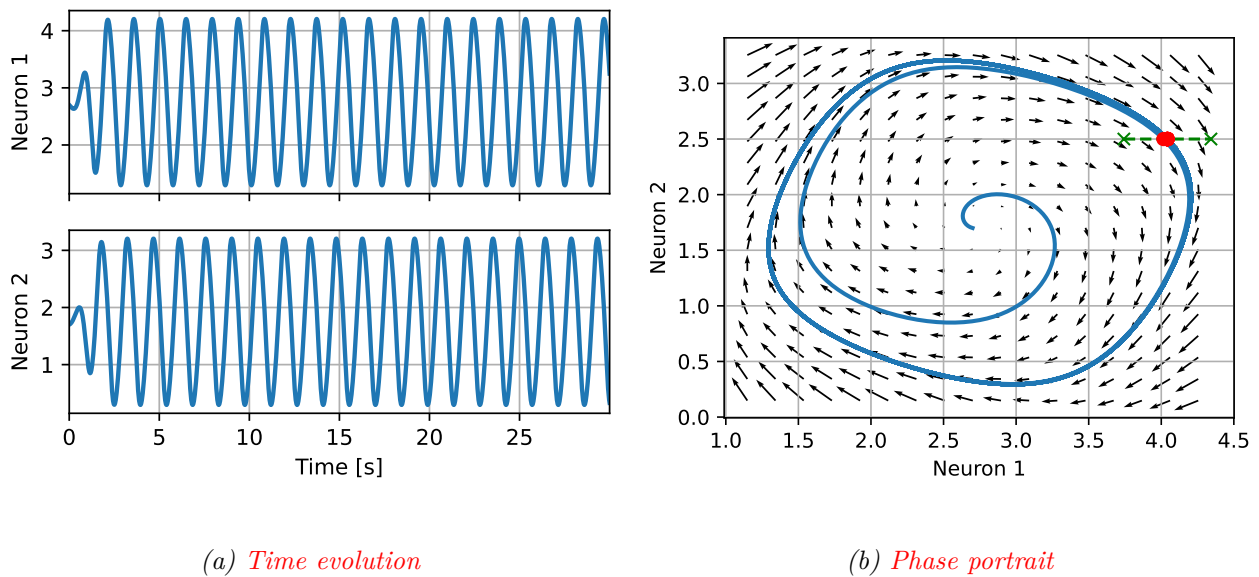 4
3
2
Neuron 1
3
2
1
Neuron 2
0 5 10 15 20 25
Time [s]
(a) Time evolution
3.0
2.5
2.0
1.5
1.0
0.5
0.0
Neuron 2
1.0 1.5 2.0 2.5 3.0 3.5 4.0 4.5
Neuron 1
(b) Phase portrait